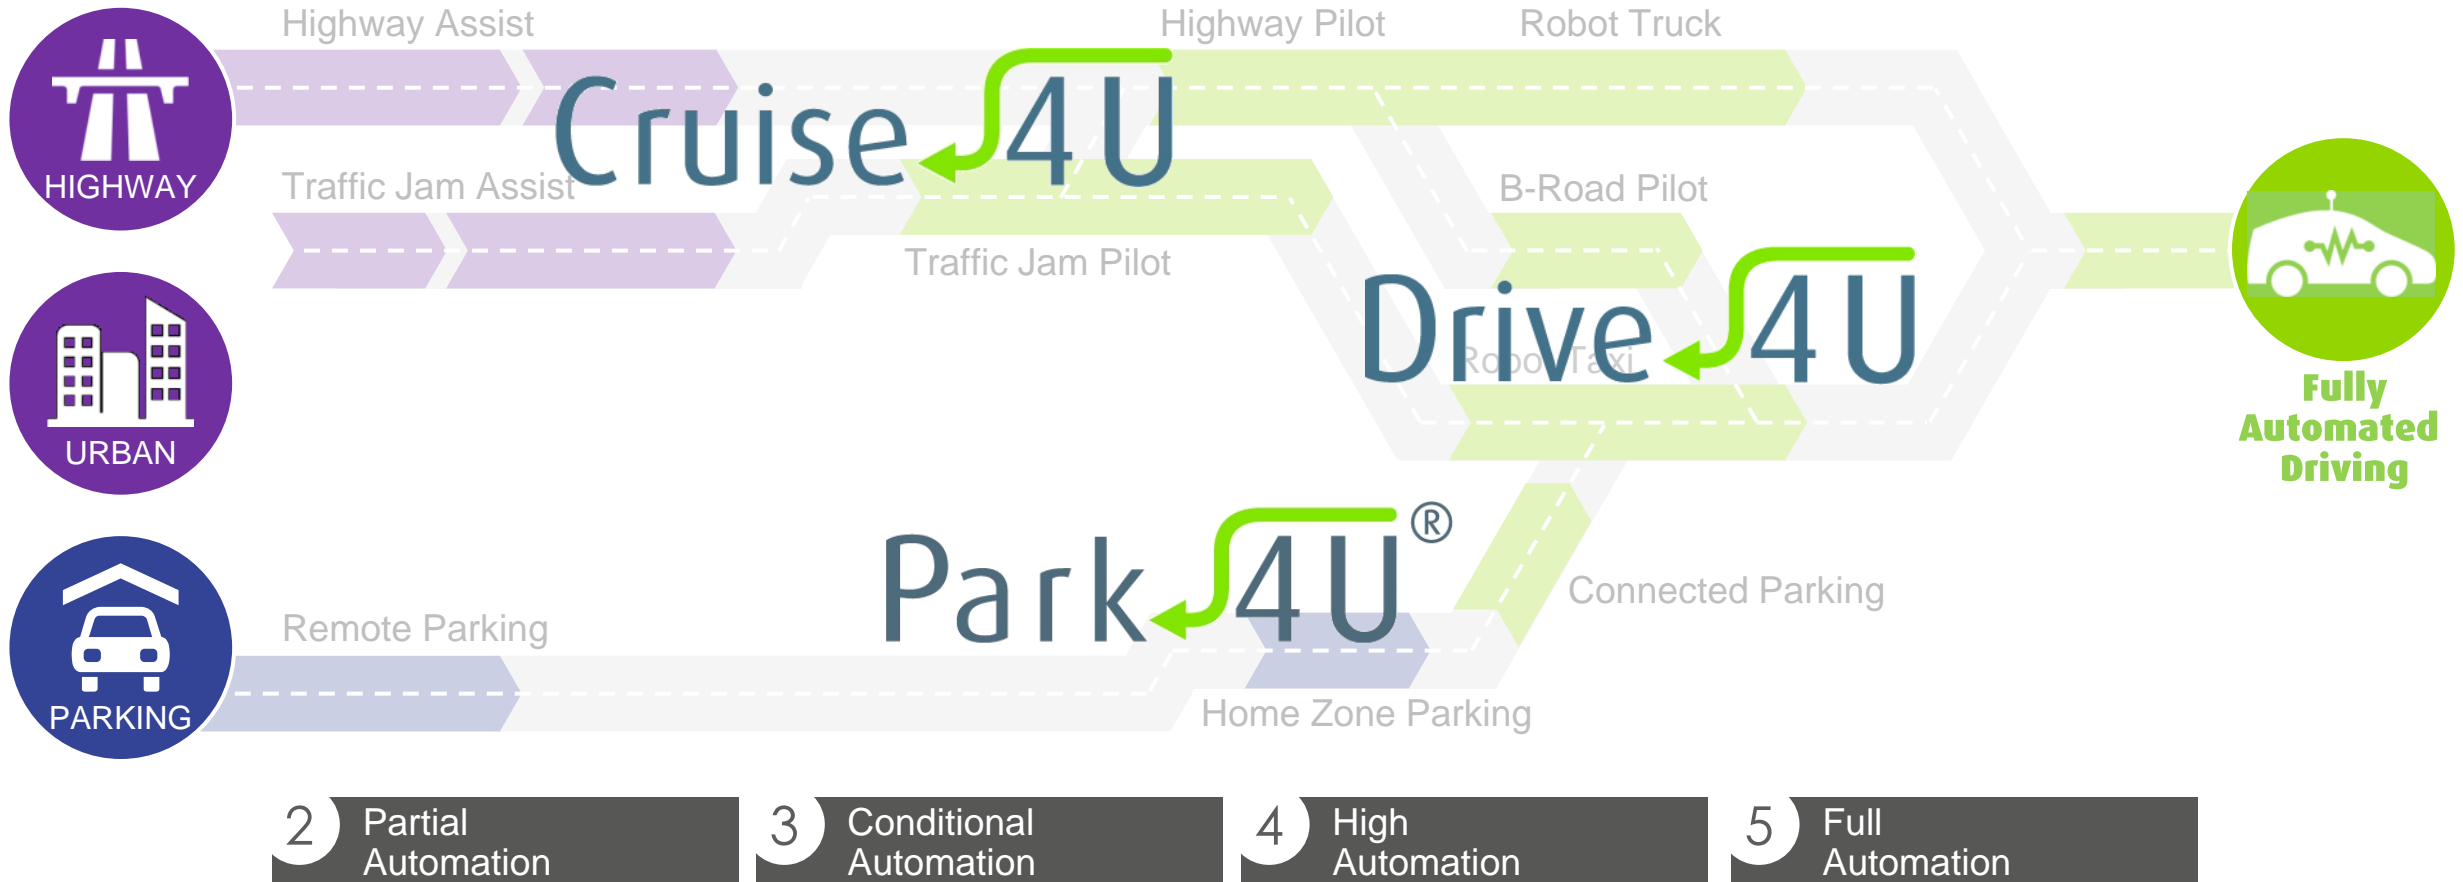 Highway Assist
Highway Pilot
Robot Truck
Cruise4U
HIGHWAY
Traffic Jam Assist
B-Road Pilot
Traffic Jam Pilot
Drive4U
Robot Taxi
Fully
Automated
Driving
URBAN
Park4U®
Connected Parking
Remote Parking
PARKING
Home Zone Parking
2 Partial
Automation
3 Conditional
Automation
4 High
Automation
5 Full
Automation